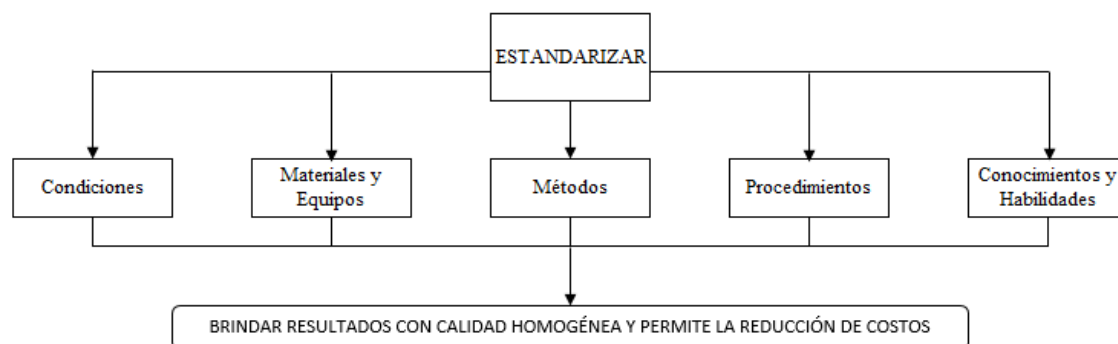 ESTANDARIZAR
Condiciones
Materiales y
Equipos
Métodos
Procedimientos
Conocimientos y
Habilidades
BRINDAR RESULTADOS CON CALIDAD HOMOGÉNEA Y PERMITE LA REDUCCIÓN DE COSTOS